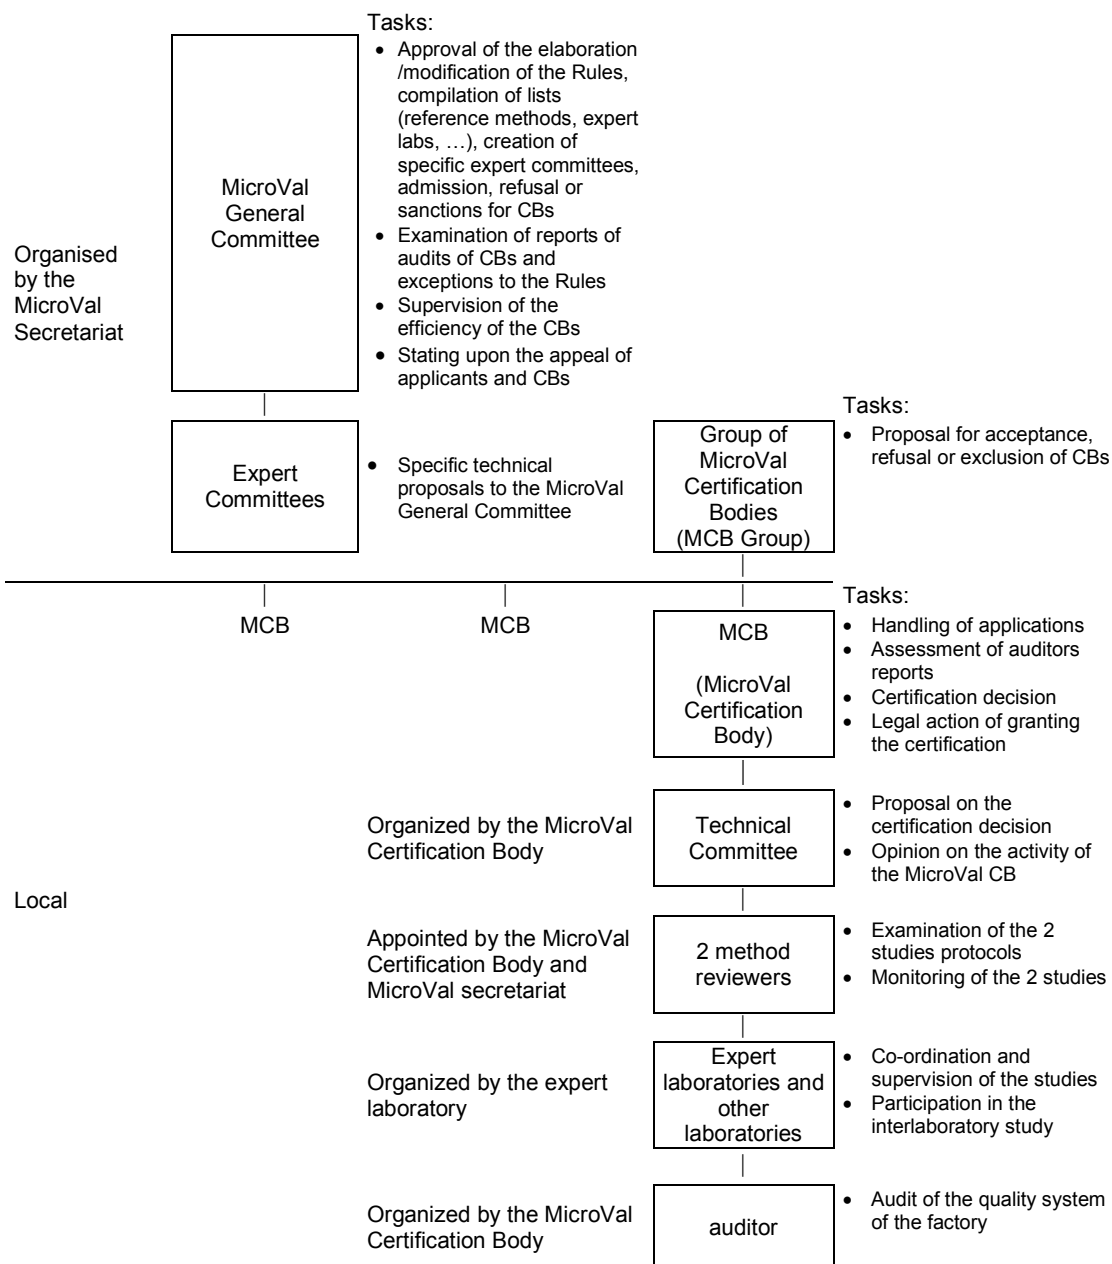 Tasks:
• Approval of the elaboration
/modification of the Rules,
compilation of lists
(reference methods, expert
labs, …), creation of
specific expert committees,
admission, refusal or
sanctions for CBs
• Examination of reports of
audits of CBs and
exceptions to the Rules
• Supervision of the
efficiency of the CBs
• Stating upon the appeal of
applicants and CBs
MicroVal
General
Committee
Organised
by the
MicroVal
Secretariat
Expert
Committees
• Specific technical
proposals to the MicroVal
General Committee
Group of
MicroVal
Certification
Bodies
(MCB Group)
Tasks:
• Proposal for acceptance,
refusal or exclusion of CBs
MCB
MCB
MCB
(MicroVal
Certification
Body)
Tasks:
• Handling of applications
• Assessment of auditors
reports
• Certification decision
• Legal action of granting
the certification
Organized by the MicroVal
Certification Body
Technical
Committee
• Proposal on the
certification decision
• Opinion on the activity of
the MicroVal CB
Local
Appointed by the MicroVal
Certification Body and
MicroVal secretariat
2 method
reviewers
• Examination of the 2
studies protocols
• Monitoring of the 2 studies
Organized by the expert
laboratory
Expert
laboratories and
other
laboratories
• Co-ordination and
supervision of the studies
• Participation in the
interlaboratory study
Organized by the MicroVal
Certification Body
auditor
• Audit of the quality system
of the factory